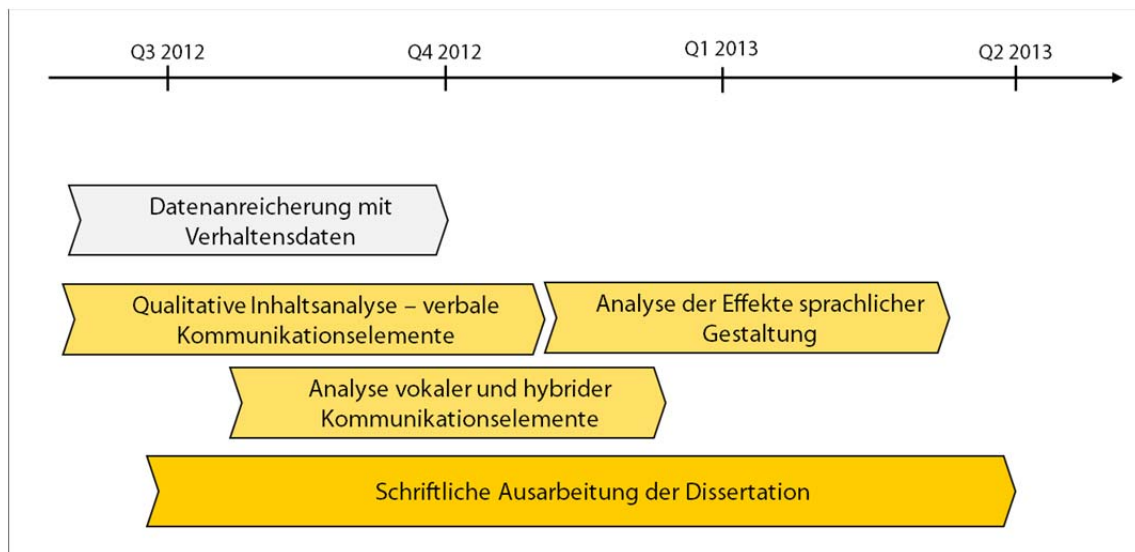 Q3 2012
Q4 2012
Q1 2013
Q2 2013
Datenanreicherung mit
Verhaltensdaten
Qualitative Inhaltsanalyse – verbale
Kommunikationselemente
Analyse der Effekte sprachlicher
Gestaltung
Analyse vokaler und hybrider
Kommunikationselemente
Schriftliche Ausarbeitung der Dissertation